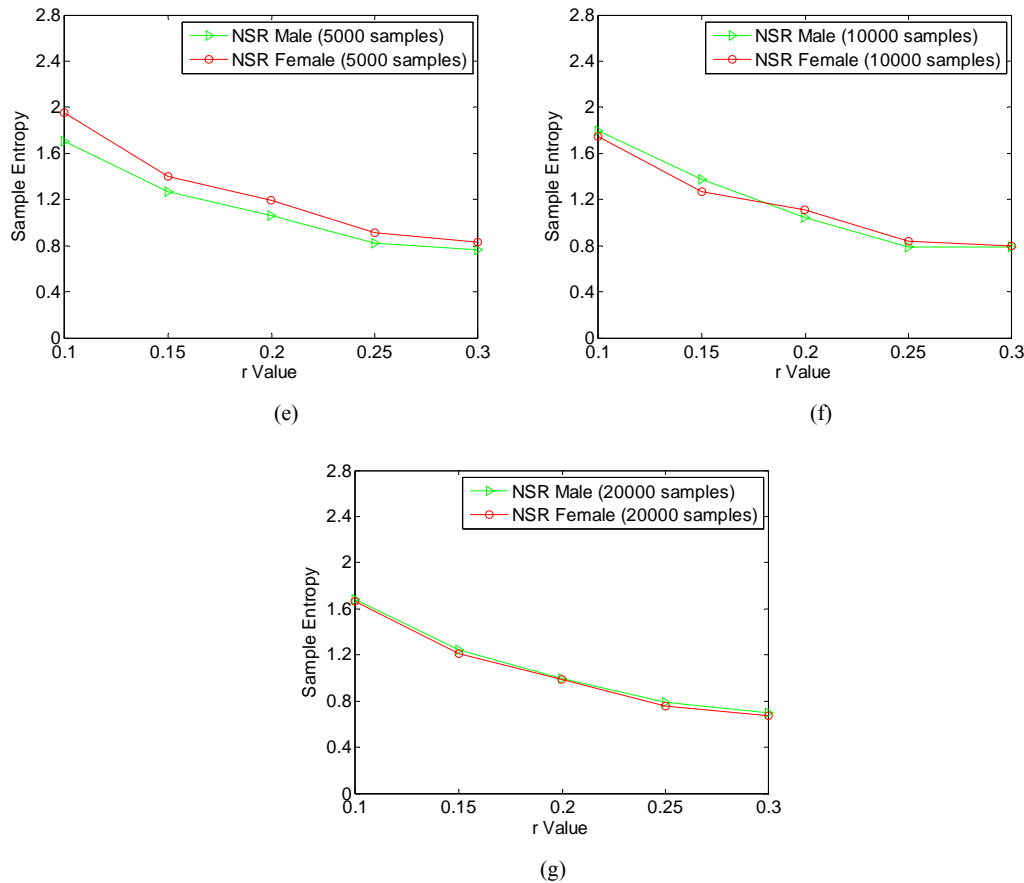 2.8
2.4
2
1.6
1.2
0.8
0.4
0
Sample Entropy
NSR Male (5000 samples)
NSR Female (5000 samples)
0.1 0.15 0.2 0.25 0.3
r Value
(e)
2.8
2.4
2
1.6
1.2
0.8
0.4
0
Sample Entropy
NSR Male (10000 samples)
NSR Female (10000 samples)
0.1 0.15 0.2 0.25 0.3
r Value
(f)
2.8
2.4
2
1.6
1.2
0.8
0.4
0
Sample Entropy
NSR Male (20000 samples)
NSR Female (20000 samples)
0.1 0.15 0.2 0.25 0.3
r Value
(g)